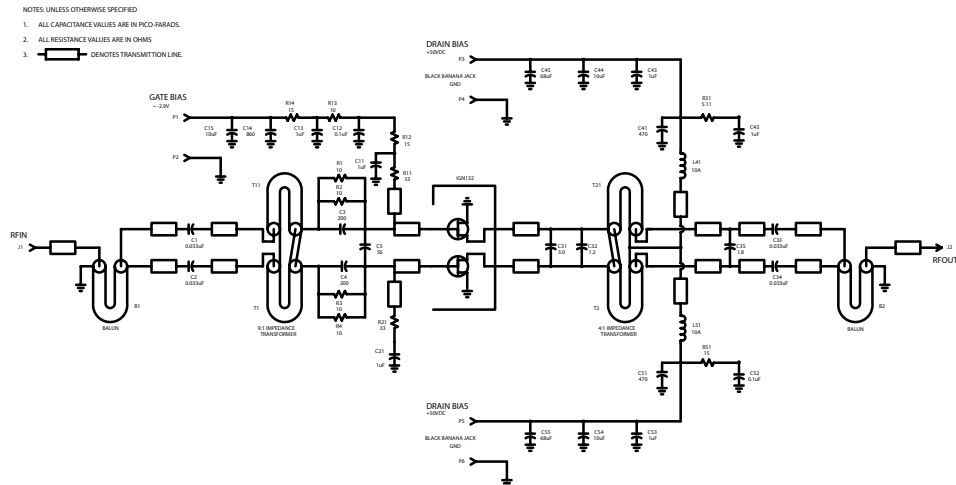 NOTES: UNLESS OTHERWISE SPECIFIED
1. ALL CAPACITANCE VALUES ARE IN PICO-FARADS.
2. ALL RESISTANCE VALUES ARE IN OHMS
3. DENOTES TRANSMITTION LINE.
DRAIN BIAS
+50VDC
P3
C45
68uF
C44
10uF
C43
1uF
BLACK BANANA JACK
GND
P4
R31
5.11
C41
470
C43
1uF
L41
10A
GATE BIAS
~ -2.9V
P1
C15
10uF
C14
860
R14
15
C13
1uF
R13
10
C12
0.1uF
R12
15
C11
1uF
R11
33
P2
T11
R1
10
R2
10
C3
200
IGN132
T21
RFIN
J1
C1
0.033uF
C2
0.033uF
C5
56
C4
200
R3
10
R4
10
C31
3.0
C32
1.2
C35
1.8
C33
0.033uF
C34
0.033uF
J2
RFOUT
B1
BALUN
T1
9:1 IMPEDANCE
TRANSFORMER
R21
33
C21
1uF
T2
4:1 IMPEDANCE
TRANSFORMER
L51
10A
B2
BALUN
R51
15
C51
470
C52
0.1uF
DRAIN BIAS
+50VDC
P5
C55
68uF
C54
10uF
C53
1uF
BLACK BANANA JACK
GND
P6